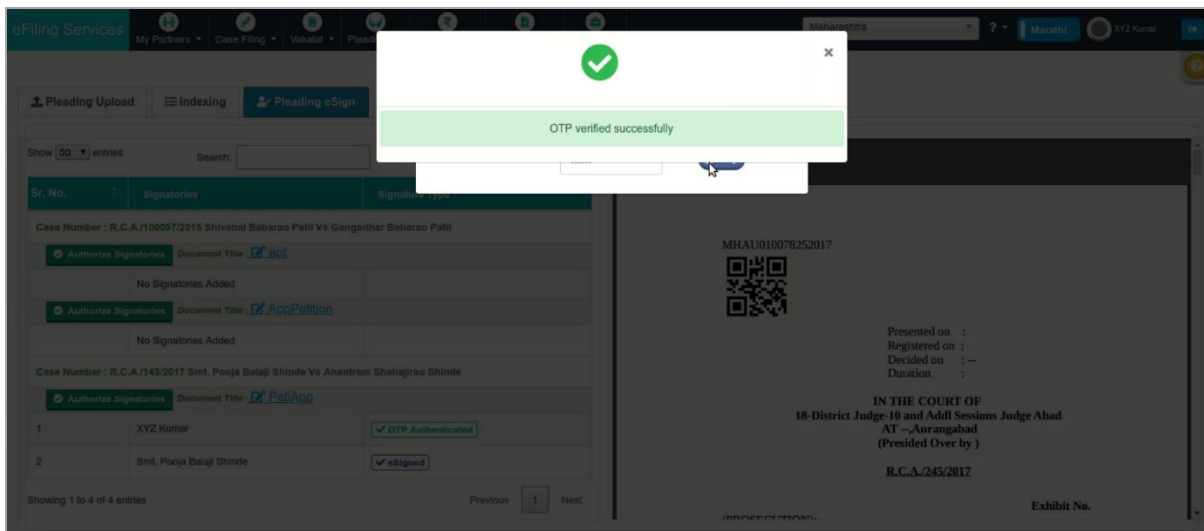 eFiling Services
My Partners
Case Filing
Vakalat
Maharashtra
?
Marathi
XYZ Kumar
×
OTP verified successfully
Pleading Upload
Indexing
Pleading eSign
Show 50 entries
Search:
Sr. No.
Signatories
Signature Type
Case Number : R.C.A./100097/2015 Shivabai Babarao Patil Vs Gangadhar Babarao Patil
Authorize Signatories Document Title : apt
No Signatories Added
Authorize Signatories Document Title : AppPetition
No Signatories Added
Case Number : R.C.A./145/2017 Smt. Pooja Balaji Shinde Vs Anantram Shahajirao Shinde
Authorize Signatories Document Title : PetiApp
1 XYZ Kumar OTP Authenticated
2 Smt. Pooja Balaji Shinde eSigned
Showing 1 to 4 of 4 entries
Previous 1 Next
MHAU010078252017
Presented on :
Registered on :
Decided on : --
Duration :
IN THE COURT OF
18-District Judge-10 and Addl Sessions Judge Abad
AT --,Aurangabad
(Presided Over by )
R.C.A./245/2017
Exhibit No.